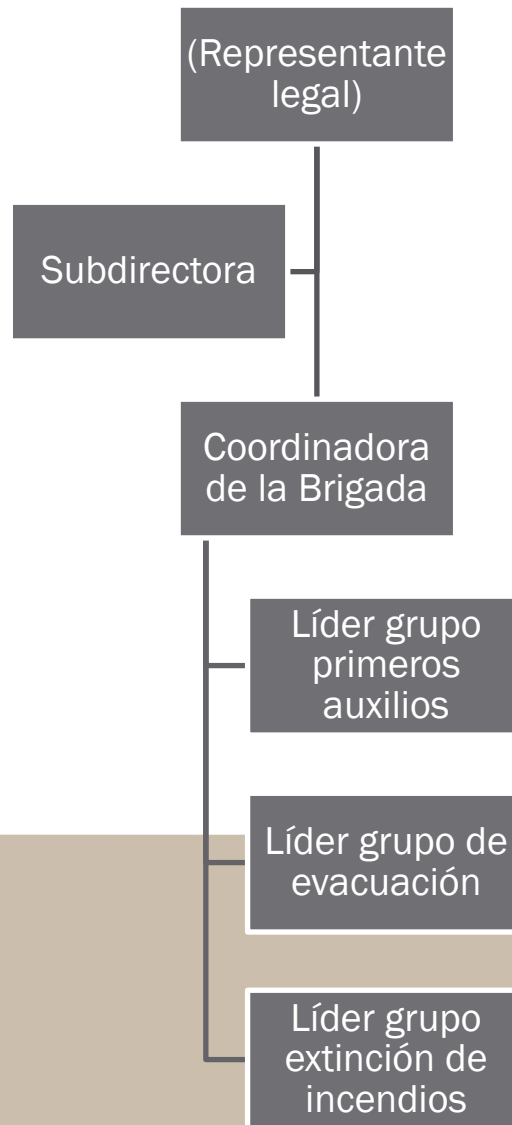 (Representante
legal)
Subdirectora
Coordinadora
de la Brigada
Líder grupo
primeros
auxilios
Líder grupo de
evacuación
Líder grupo
extinción de
incendios